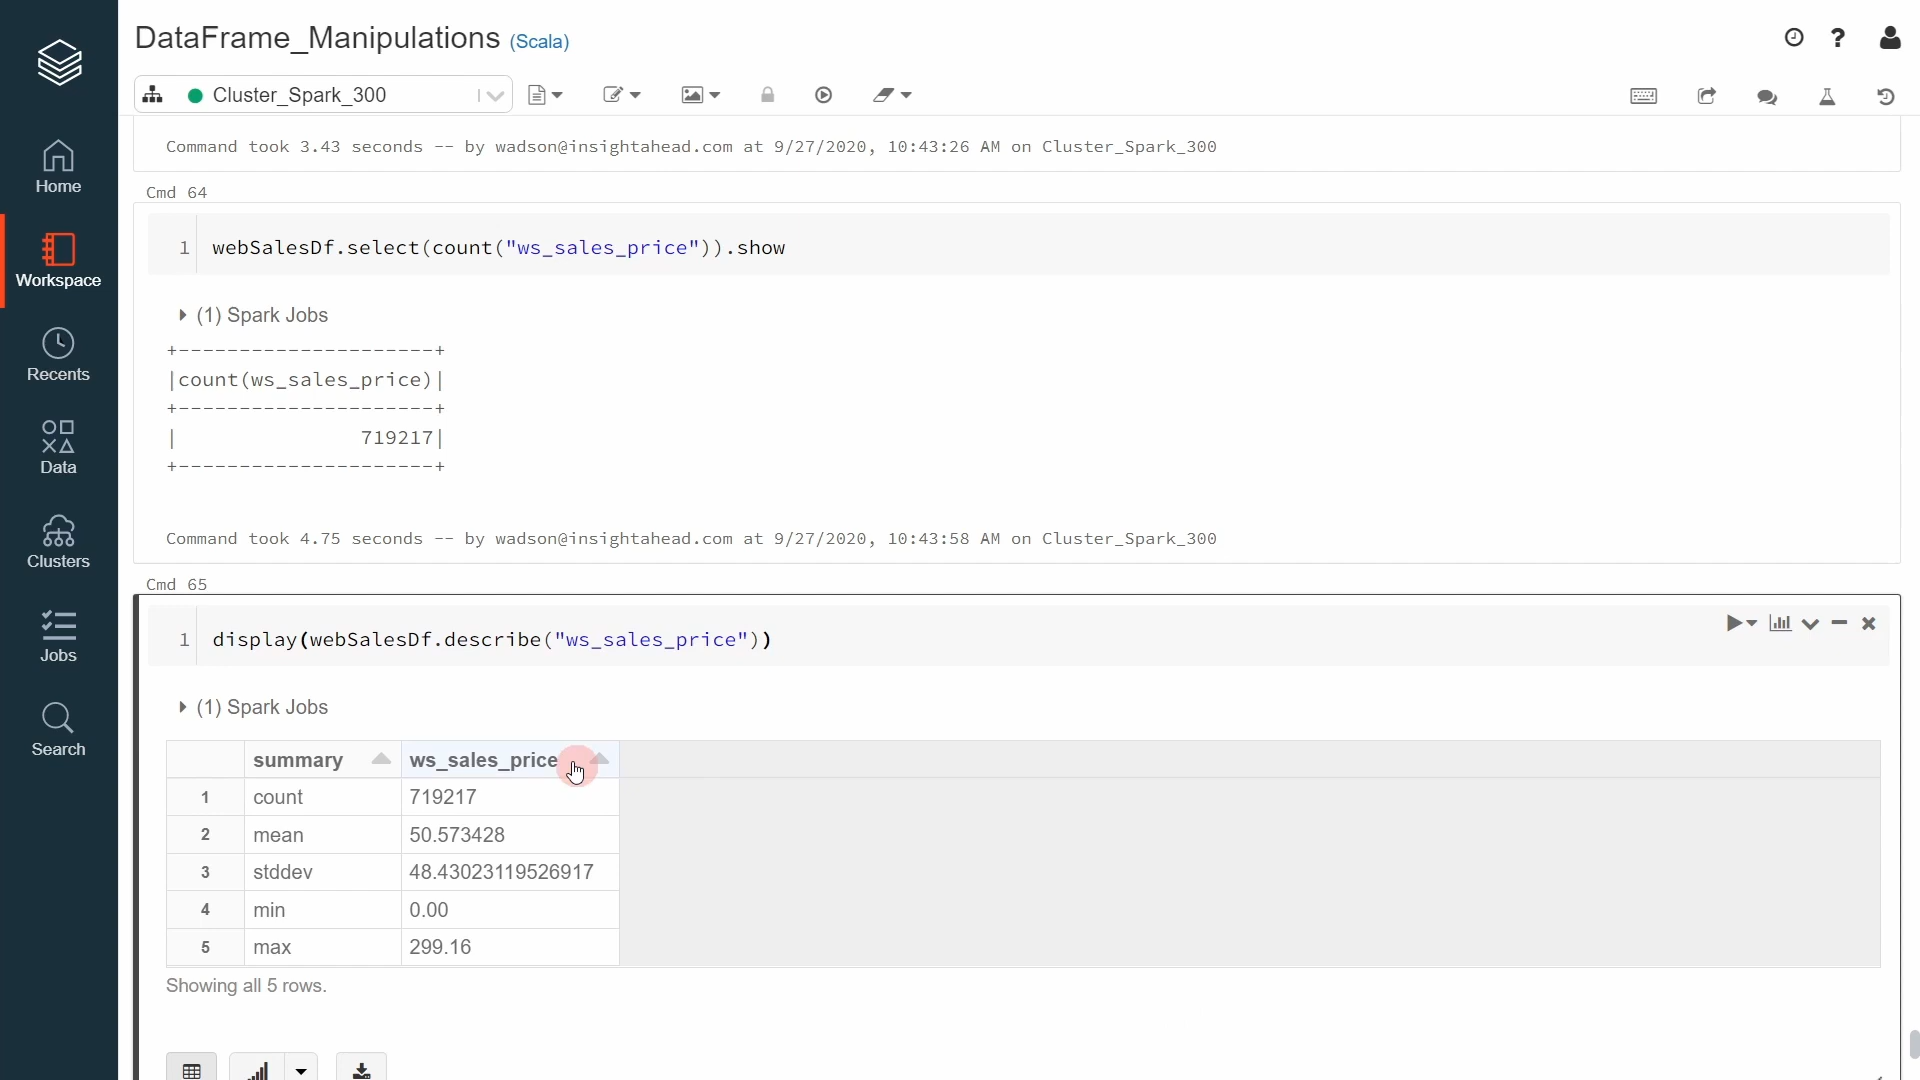 DataFrame_Manipulations (Scala)
Cluster_Spark_300
Home
Workspace
Recents
Data
Clusters
Jobs
Search
Command took 3.43 seconds -- by wadson@insightahead.com at 9/27/2020, 10:43:26 AM on Cluster_Spark_300
Cmd 64
1 webSalesDf.select(count("ws_sales_price")).show
(1) Spark Jobs
+---------------------+
|count(ws_sales_price)|
+---------------------+
|               719217|
+---------------------+
Command took 4.75 seconds -- by wadson@insightahead.com at 9/27/2020, 10:43:58 AM on Cluster_Spark_300
Cmd 65
1 display(webSalesDf.describe("ws_sales_price"))
(1) Spark Jobs
summary ws_sales_price
1 count 719217
2 mean 50.573428
3 stddev 48.43023119526917
4 min 0.00
5 max 299.16
Showing all 5 rows.